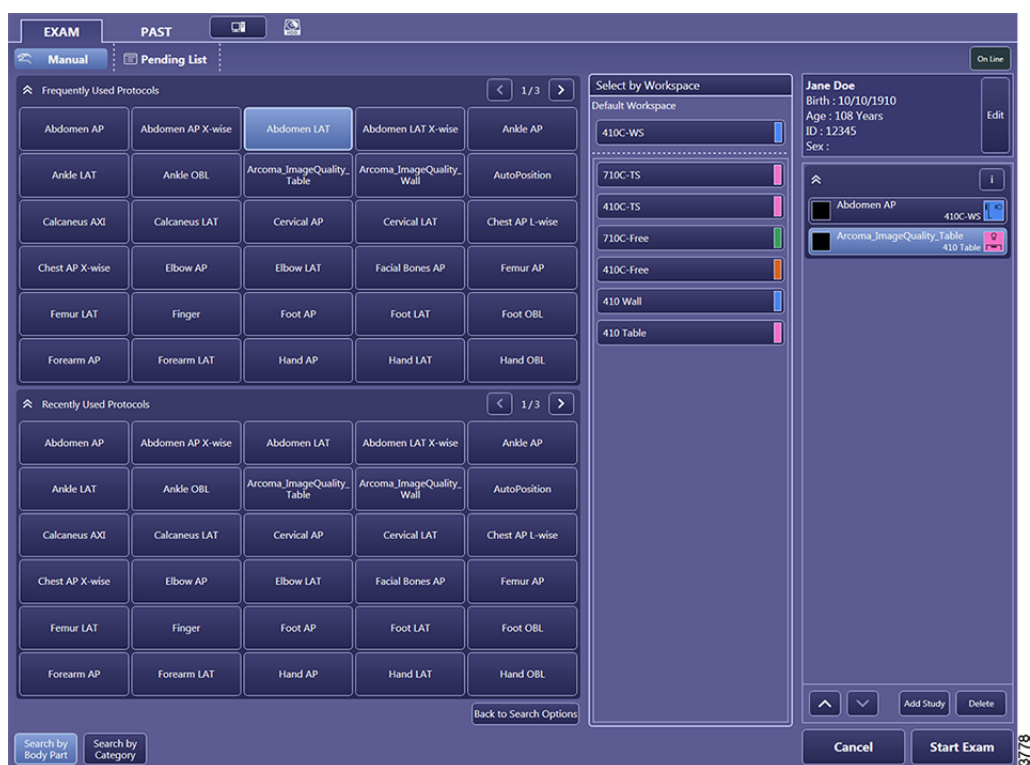 EXAM
PAST
Manual
Pending List
On Line
Frequently Used Protocols
1/3
Abdomen AP
Abdomen AP X-wise
Abdomen LAT
Abdomen LAT X-wise
Ankle AP
Ankle LAT
Ankle OBL
Arcoma_ImageQuality_
Table
Arcoma_ImageQuality_
Wall
AutoPosition
Calcaneus AXI
Calcaneus LAT
Cervical AP
Cervical LAT
Chest AP L-wise
Chest AP X-wise
Elbow AP
Elbow LAT
Facial Bones AP
Femur AP
Femur LAT
Finger
Foot AP
Foot LAT
Foot OBL
Forearm AP
Forearm LAT
Hand AP
Hand LAT
Hand OBL
Recently Used Protocols
1/3
Abdomen AP
Abdomen AP X-wise
Abdomen LAT
Abdomen LAT X-wise
Ankle AP
Ankle LAT
Ankle OBL
Arcoma_ImageQuality_
Table
Arcoma_ImageQuality_
Wall
AutoPosition
Calcaneus AXI
Calcaneus LAT
Cervical AP
Cervical LAT
Chest AP L-wise
Chest AP X-wise
Elbow AP
Elbow LAT
Facial Bones AP
Femur AP
Femur LAT
Finger
Foot AP
Foot LAT
Foot OBL
Forearm AP
Forearm LAT
Hand AP
Hand LAT
Hand OBL
Back to Search Options
Search by
Body Part
Search by
Category
Select by Workspace
Default Workspace
410C-WS
710C-TS
410C-TS
710C-Free
410C-Free
410 Wall
410 Table
Jane Doe
Birth : 10/10/1910
Age : 108 Years
ID : 12345
Sex :
Edit
i
Abdomen AP
410C-WS
Arcoma_ImageQuality_Table
410 Table
Add Study
Delete
Cancel
Start Exam
3778